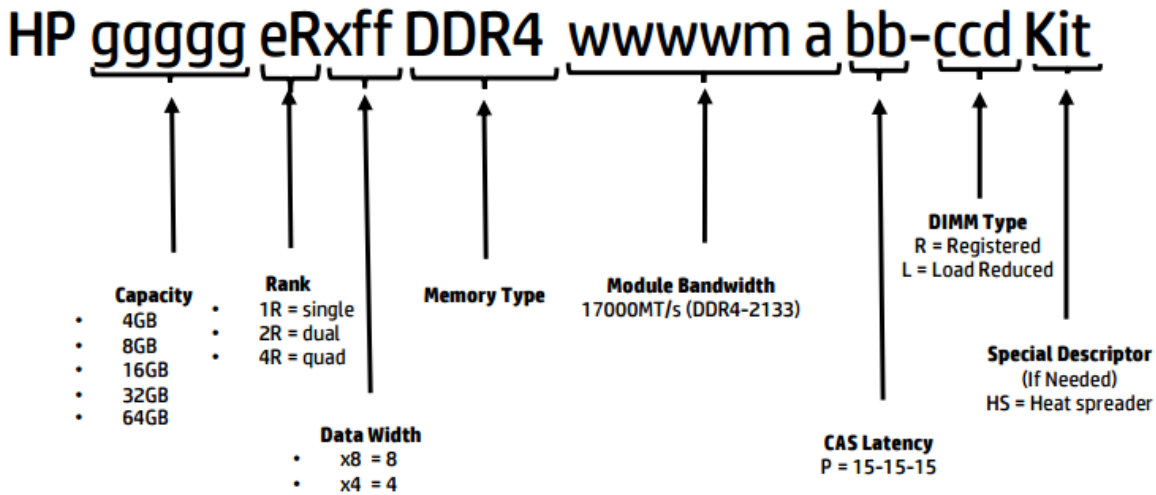 HP ggggg eRxff DDR4 wwwwm a bb-ccd Kit
Capacity
• 4GB
• 8GB
• 16GB
• 32GB
• 64GB
Rank
• 1R = single
• 2R = dual
• 4R = quad
Data Width
• x8 = 8
• x4 = 4
Memory Type
Module Bandwidth
17000MT/s (DDR4-2133)
CAS Latency
P = 15-15-15
DIMM Type
R = Registered
L = Load Reduced
Special Descriptor
(If Needed)
HS = Heat spreader